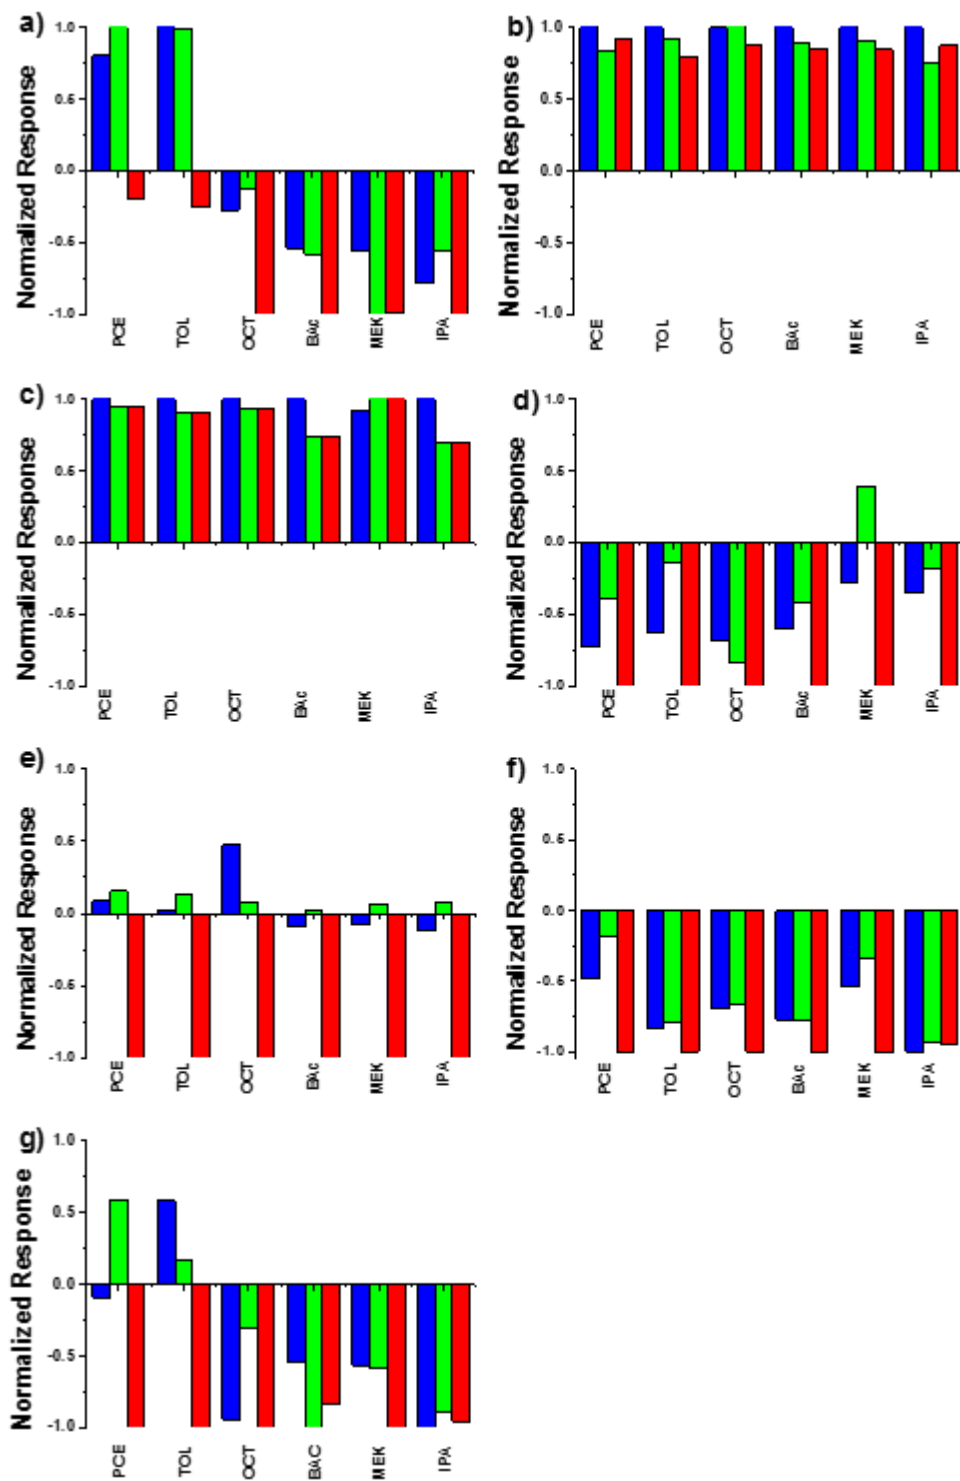 a)
Normalized Response
1.0
0.5
0.0
-0.5
-1.0
PCE
TOL
OCT
BAc
MEK
IPA
b)
Normalized Response
1.0
0.5
0.0
-0.5
-1.0
PCE
TOL
OCT
BAc
MEK
IPA
c)
Normalized Response
1.0
0.5
0.0
-0.5
-1.0
PCE
TOL
OCT
BAc
MEK
IPA
d)
Normalized Response
1.0
0.5
0.0
-0.5
-1.0
PCE
TOL
OCT
BAc
MEK
IPA
e)
Normalized Response
1.0
0.5
0.0
-0.5
-1.0
PCE
TOL
OCT
BAc
MEK
IPA
f)
Normalized Response
1.0
0.5
0.0
-0.5
-1.0
PCE
TOL
OCT
BAc
MEK
IPA
g)
Normalized Response
1.0
0.5
0.0
-0.5
-1.0
PCE
TOL
OCT
BAC
MEK
IPA